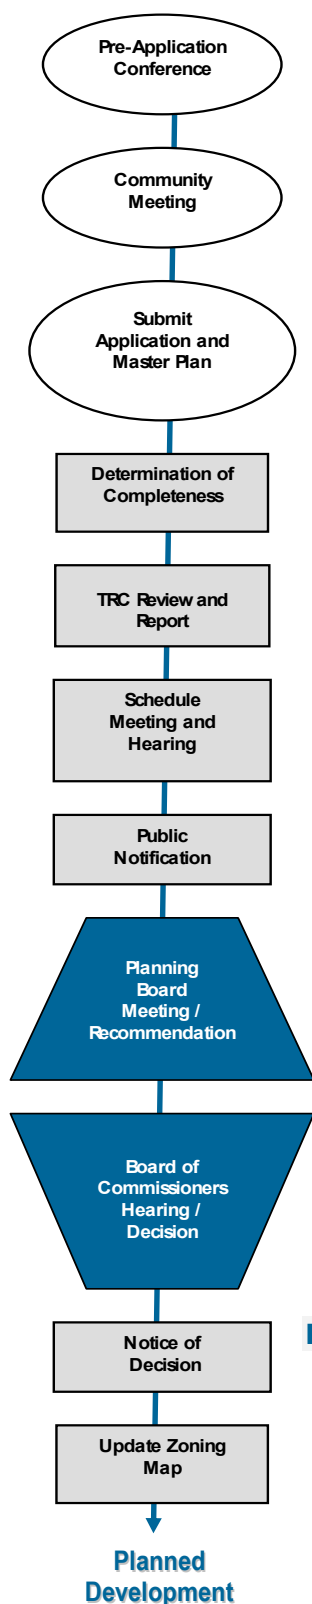 Pre-Application
Conference
Community
Meeting
Submit
Application and
Master Plan
Determination of
Completeness
TRC Review and
Report
Schedule
Meeting and
Hearing
Public
Notification
Planning
Board
Meeting /
Recommendation
Board of
Commissioners
Hearing /
Decision
Notice of
Decision
Update Zoning
Map
Planned
Development